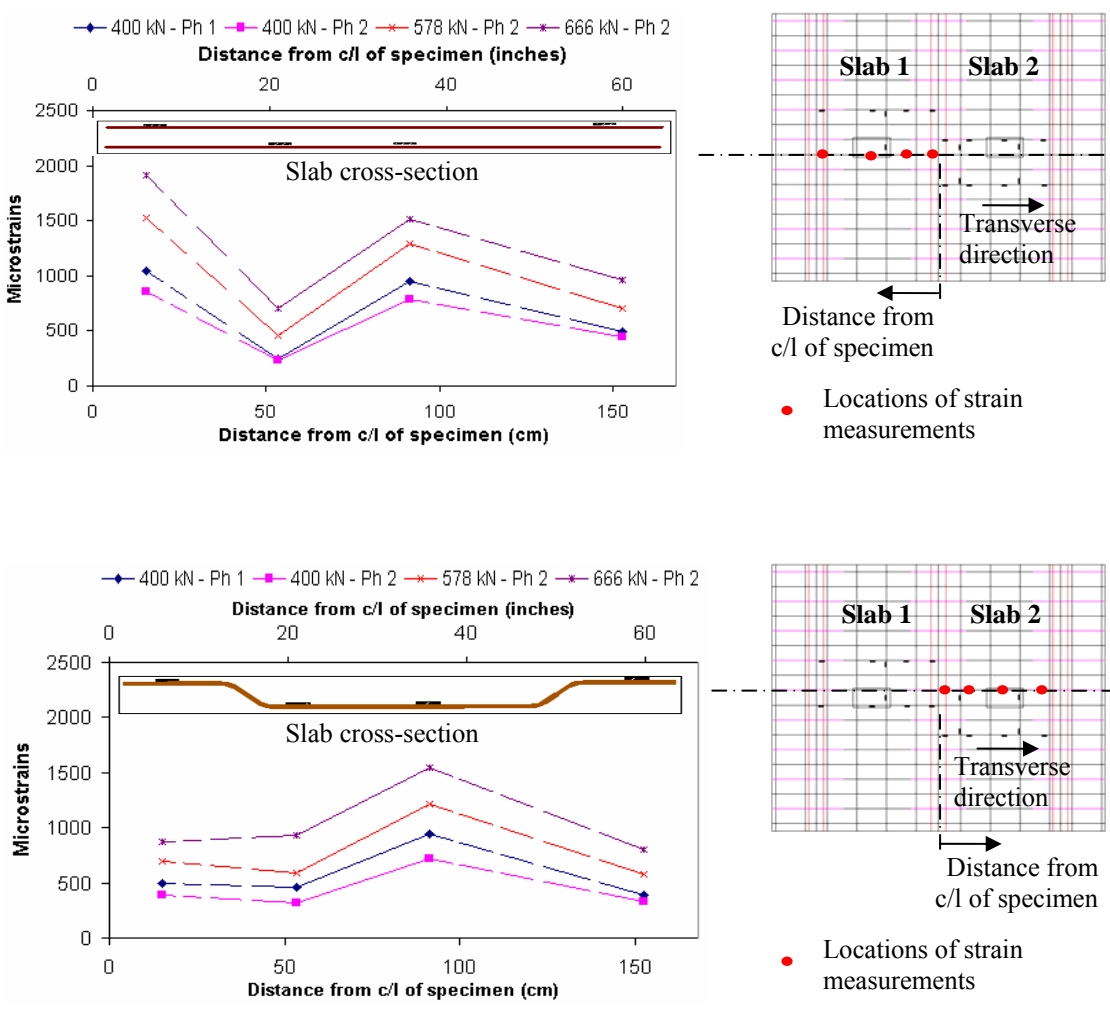 400 kN - Ph 1 400 kN - Ph 2 578 kN - Ph 2 666 kN - Ph 2
Distance from c/l of specimen (inches)
0 20 40 60
2500
2000
1500
1000
500
0
Microstrains
Slab cross-section
0 50 100 150
Distance from c/l of specimen (cm)
Slab 1 Slab 2
Transverse
direction
Distance from
c/l of specimen
Locations of strain
measurements
400 kN - Ph 1 400 kN - Ph 2 578 kN - Ph 2 666 kN - Ph 2
Distance from c/l of specimen (inches)
0 20 40 60
2500
2000
1500
1000
500
0
Microstrains
Slab cross-section
0 50 100 150
Distance from c/l of specimen (cm)
Slab 1 Slab 2
Transverse
direction
Distance from
c/l of specimen
Locations of strain
measurements